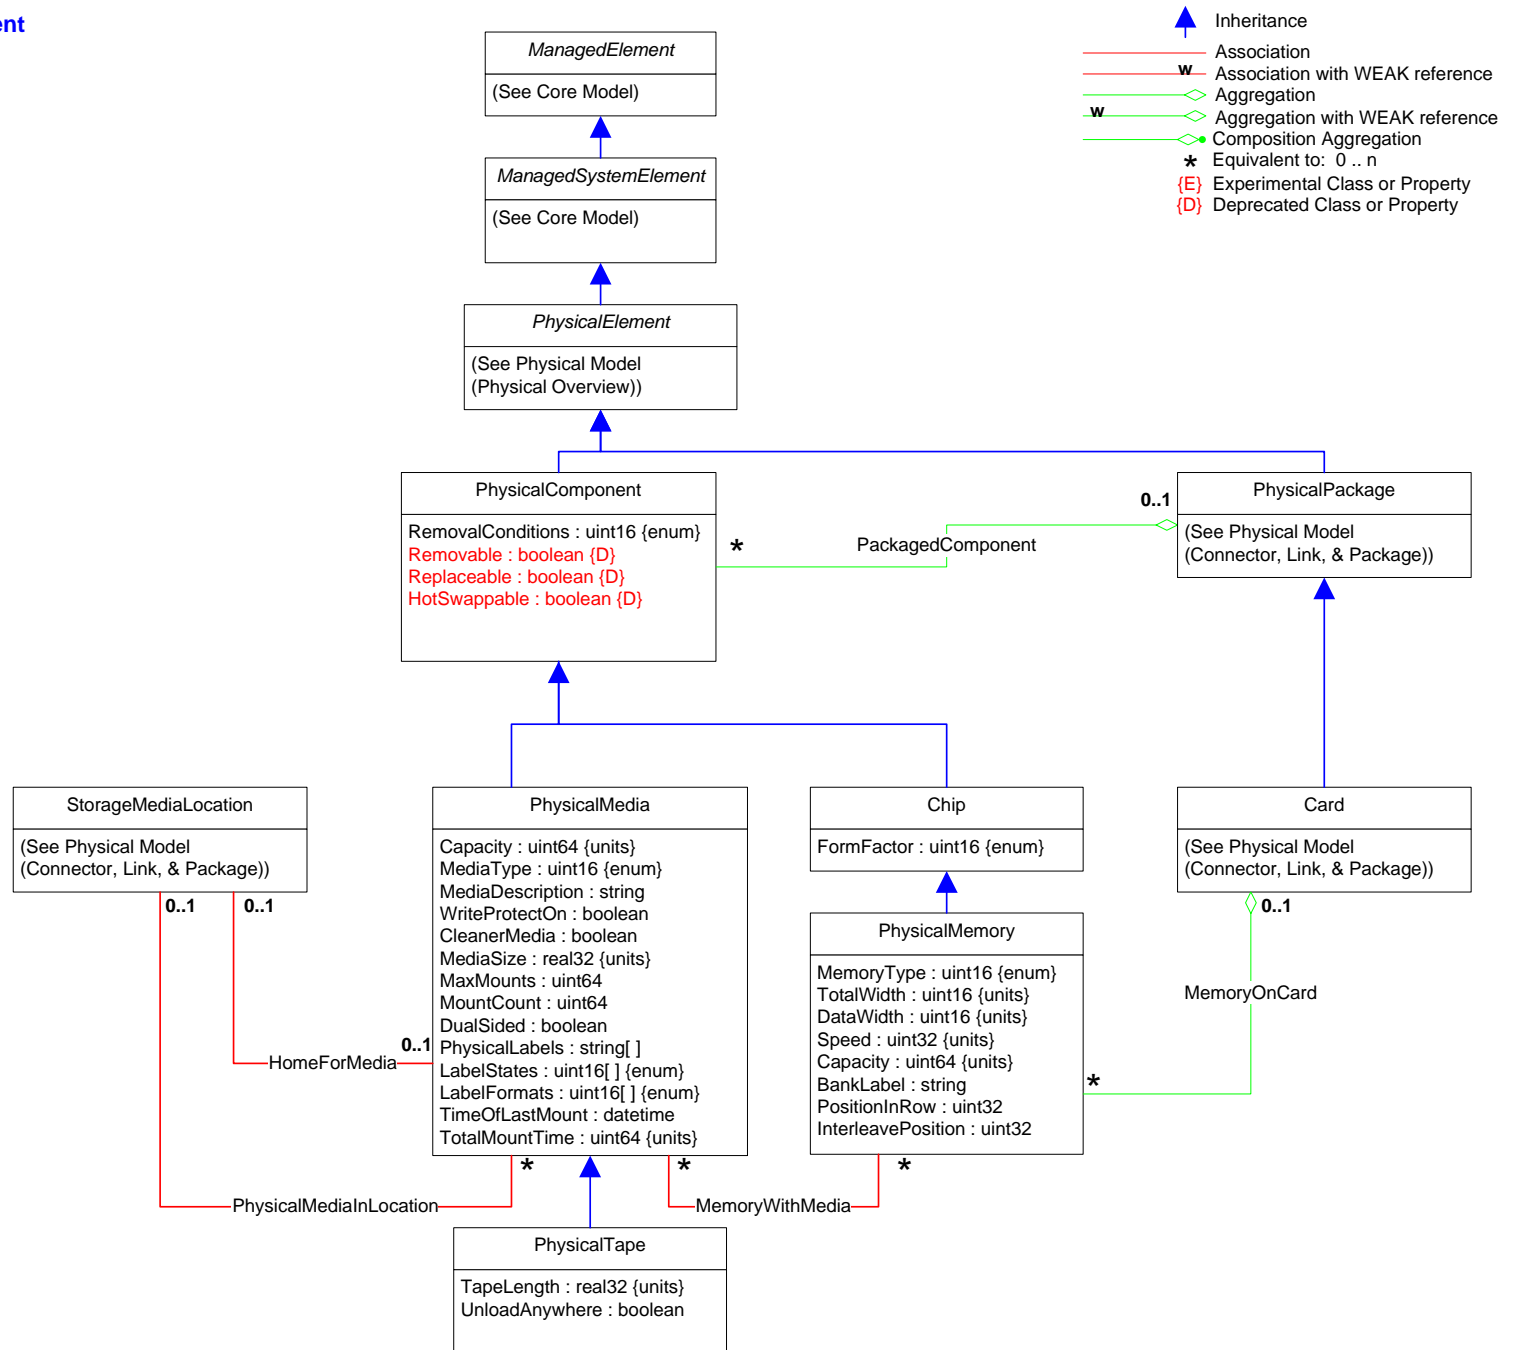 ent
Inheritance
Association
w
Association with WEAK reference
Aggregation
w
Aggregation with WEAK reference
Composition Aggregation
* Equivalent to: 0 .. n
{E} Experimental Class or Property
{D} Deprecated Class or Property
ManagedElement
(See Core Model)
ManagedSystemElement
(See Core Model)
PhysicalElement
(See Physical Model
(Physical Overview))
PhysicalComponent
RemovalConditions : uint16 {enum}
Removable : boolean {D}
Replaceable : boolean {D}
HotSwappable : boolean {D}
*
PackagedComponent
0..1
PhysicalPackage
(See Physical Model
(Connector, Link, & Package))
StorageMediaLocation
(See Physical Model
(Connector, Link, & Package))
0..1
0..1
HomeForMedia
0..1
PhysicalMedia
Capacity : uint64 {units}
MediaType : uint16 {enum}
MediaDescription : string
WriteProtectOn : boolean
CleanerMedia : boolean
MediaSize : real32 {units}
MaxMounts : uint64
MountCount : uint64
DualSided : boolean
PhysicalLabels : string[ ]
LabelStates : uint16[ ] {enum}
LabelFormats : uint16[ ] {enum}
TimeOfLastMount : datetime
TotalMountTime : uint64 {units}
Chip
FormFactor : uint16 {enum}
PhysicalMemory
MemoryType : uint16 {enum}
TotalWidth : uint16 {units}
DataWidth : uint16 {units}
Speed : uint32 {units}
Capacity : uint64 {units}
BankLabel : string
PositionInRow : uint32
InterleavePosition : uint32
Card
(See Physical Model
(Connector, Link, & Package))
0..1
MemoryOnCard
*
*
*
*
PhysicalMediaInLocation
MemoryWithMedia
PhysicalTape
TapeLength : real32 {units}
UnloadAnywhere : boolean